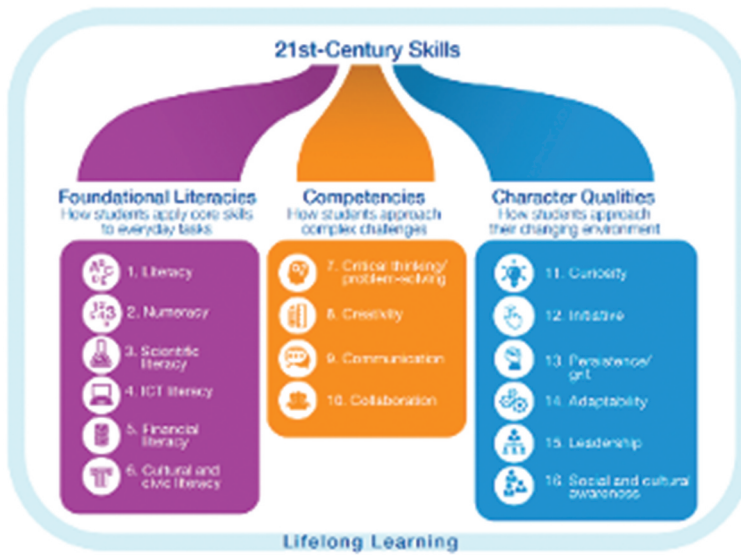 21st-Century Skills
Foundational Literacies
How students apply core skills
to everyday tasks
1. Literacy
2. Numeracy
3. Scientific
literacy
4. ICT literacy
5. Financial
literacy
6. Cultural and
civic literacy
Competencies
How students approach
complex challenges
7. Critical thinking/
problem-solving
8. Creativity
9. Communication
10. Collaboration
Character Qualities
How students approach
their changing environment
11. Curiosity
12. Initiative
13. Persistence/
grit
14. Adaptability
15. Leadership
16. Social and cultural
awareness
Lifelong Learning